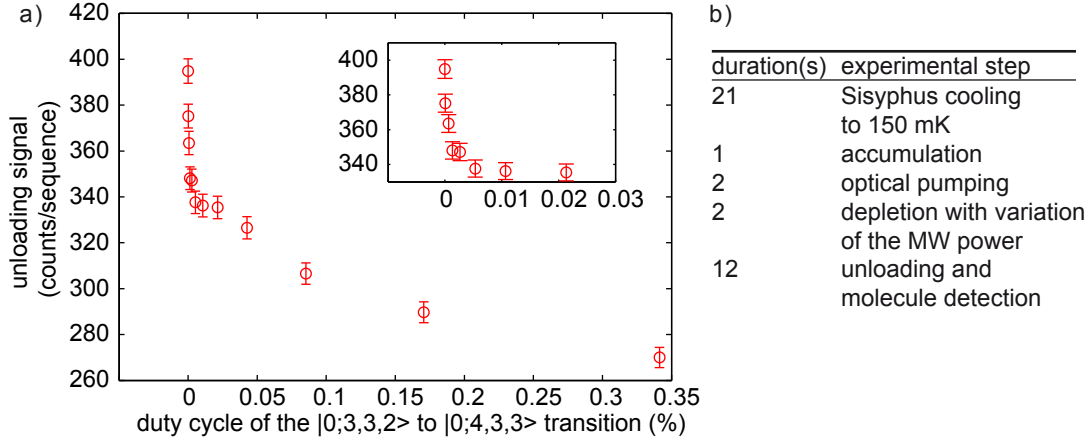 a)
420
400
380
360
340
320
300
280
260
unloading signal
(counts/sequence)
400
380
360
340
0 0.01 0.02 0.03
0 0.05 0.1 0.15 0.2 0.25 0.3 0.35
duty cycle of the |0;3,3,2> to |0;4,3,3> transition (%)
b)
duration(s) experimental step
21 Sisyphus cooling
to 150 mK
1 accumulation
2 optical pumping
2 depletion with variation
of the MW power
12 unloading and
molecule detection